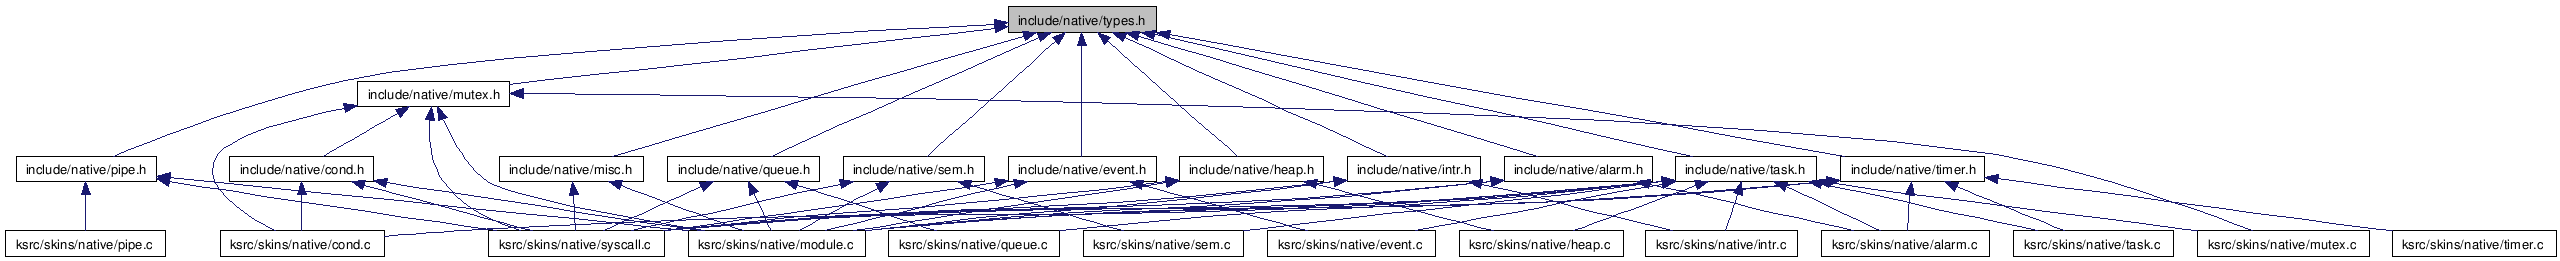 include/native/types.h
include/native/mutex.h
include/native/pipe.h
include/native/cond.h
include/native/misc.h
include/native/queue.h
include/native/sem.h
include/native/event.h
include/native/heap.h
include/native/intr.h
include/native/alarm.h
include/native/task.h
include/native/timer.h
ksrc/skins/native/pipe.c
ksrc/skins/native/cond.c
ksrc/skins/native/syscall.c
ksrc/skins/native/module.c
ksrc/skins/native/queue.c
ksrc/skins/native/sem.c
ksrc/skins/native/event.c
ksrc/skins/native/heap.c
ksrc/skins/native/intr.c
ksrc/skins/native/alarm.c
ksrc/skins/native/task.c
ksrc/skins/native/mutex.c
ksrc/skins/native/timer.c